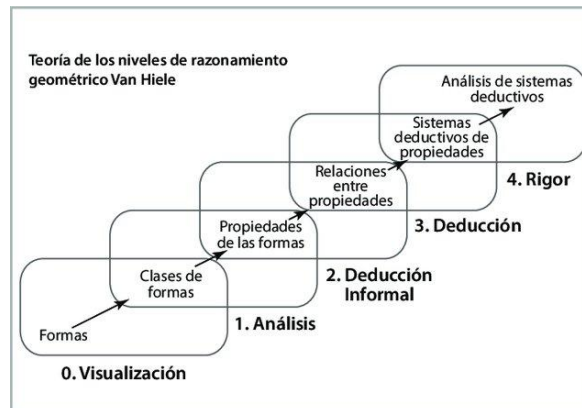 Teoría de los niveles de razonamiento
geométrico Van Hiele
Análisis de sistemas
deductivos
Sistemas
deductivos de
propiedades
4. Rigor
Relaciones
entre
propiedades
3. Deducción
Propiedades
de las formas
2. Deducción
Informal
Clases de
formas
1. Análisis
Formas
0. Visualización